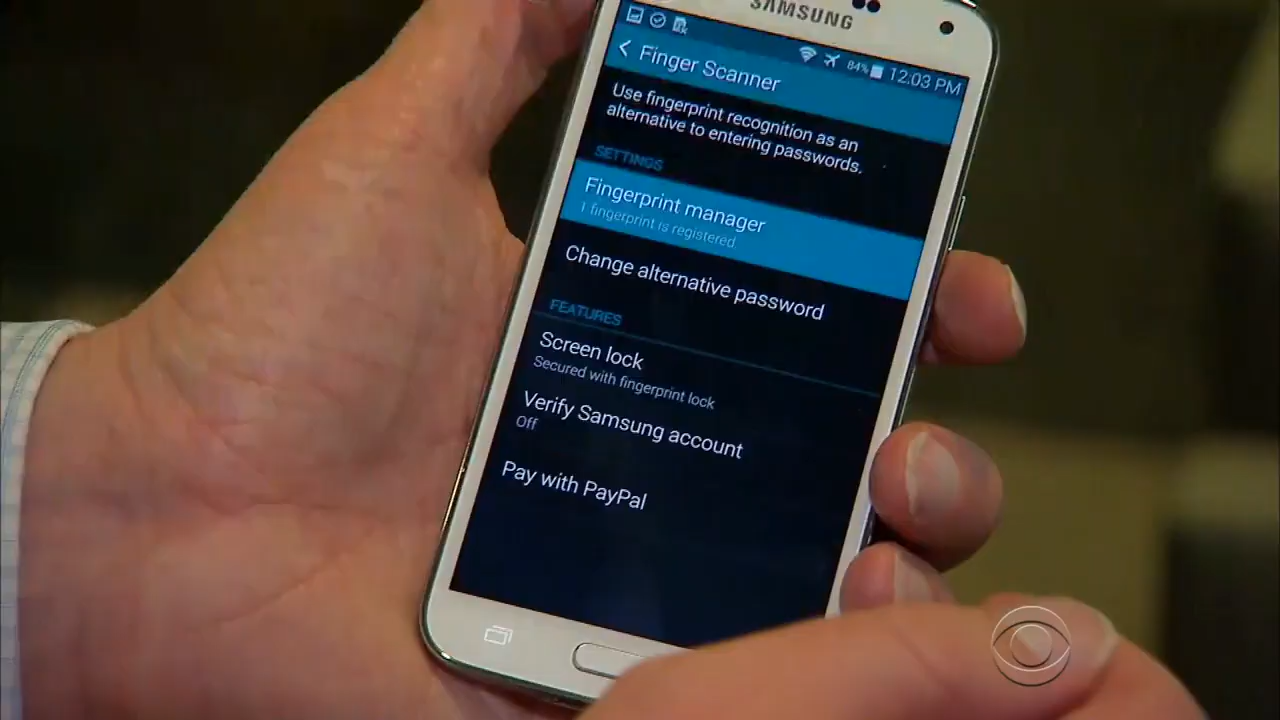 SAMSUNG
84% 12:03 PM
Finger Scanner
Use fingerprint recognition as an
alternative to entering passwords.
SETTINGS
Fingerprint manager
1 fingerprint is registered
Change alternative password
FEATURES
Screen lock
Secured with fingerprint lock
Verify Samsung account
Off
Pay with PayPal